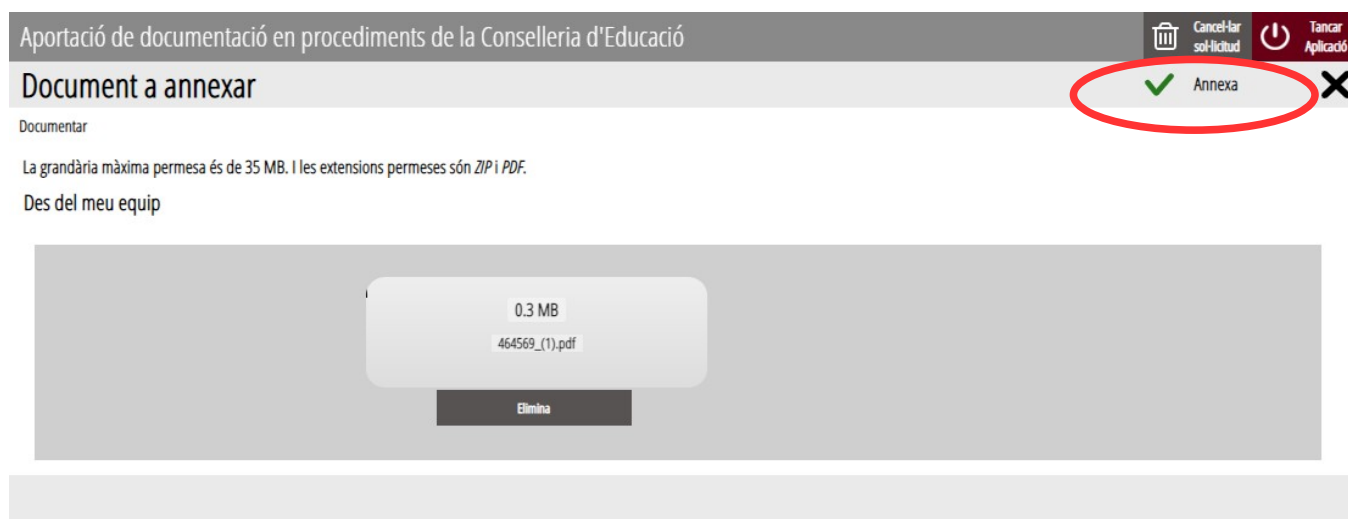 Aportació de documentació en procediments de la Conselleria d'Educació
Cancel·lar
sol·licitud
Tancar
Aplicació
Document a annexar
Annexa
Documentar
La grandària màxima permesa és de 35 MB. I les extensions permeses són ZIP i PDF.
Des del meu equip
0.3 MB
464569_(1).pdf
Elimina